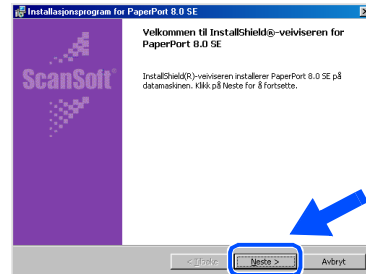 Installasjonsprogram for PaperPort 8.0 SE
Velkommen til InstallShield®-veiviseren for
PaperPort 8.0 SE
ScanSoft®
InstallShield(R)-veiviseren installerer PaperPort 8.0 SE på
datamaskinen. Klikk på Neste for å fortsette.
< Tilbake
Neste >
Avbryt